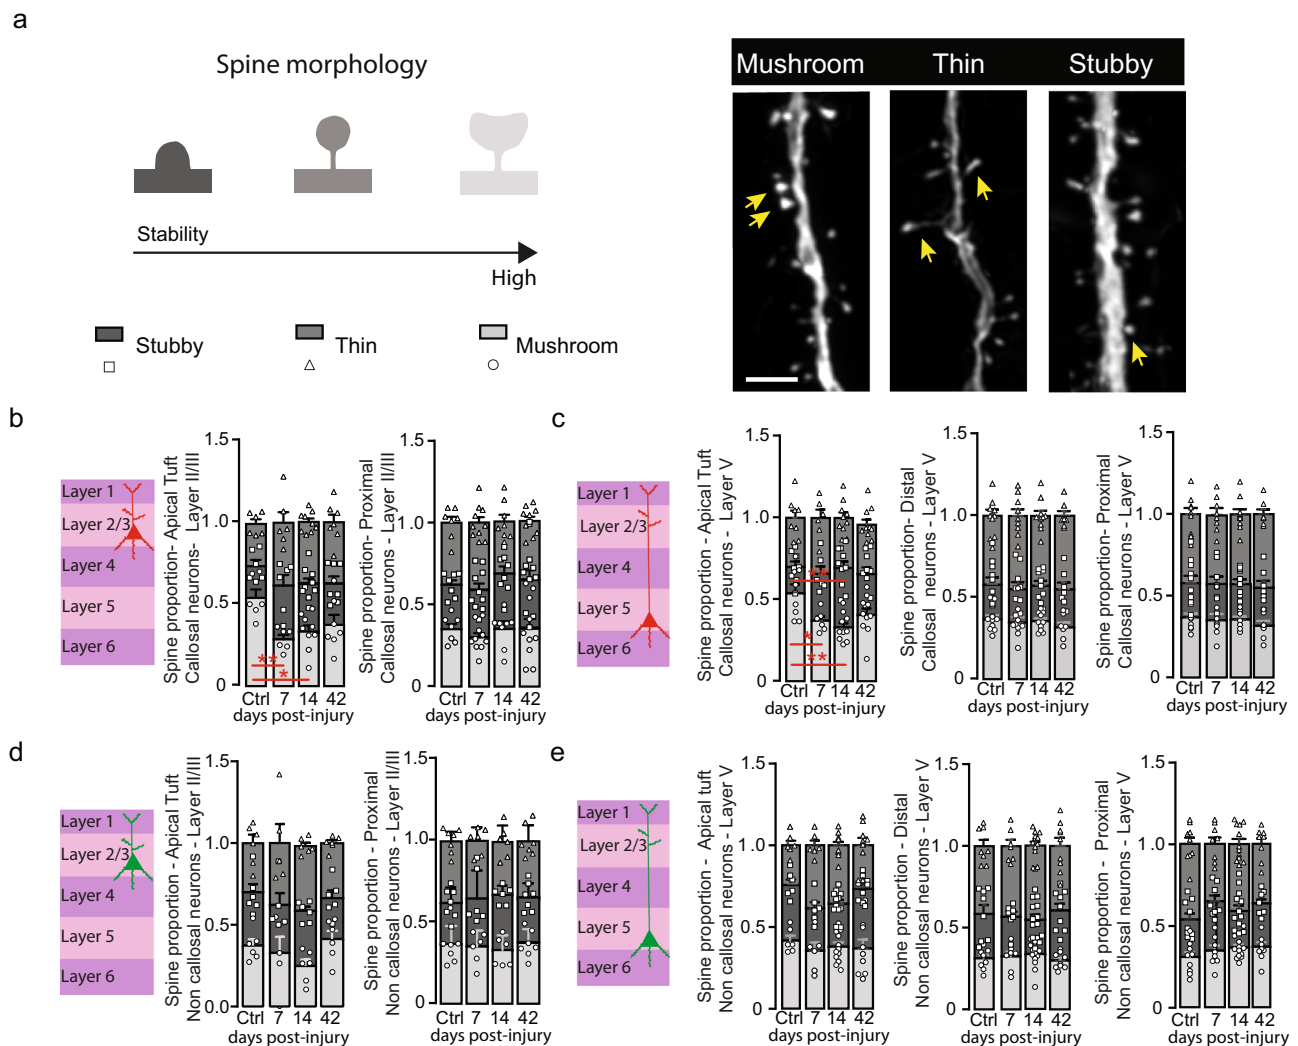 a
Spine morphology
Stability
High
Stubby
Thin
Mushroom
Mushroom Thin Stubby
b
Layer 1
Layer 2/3
Layer 4
Layer 5
Layer 6
Spine proportion- Apical Tuft
Callosal neurons- Layer II/III
1.5
1.0
0.5
0.0
** 
*
Ctrl 7 14 42
days post-injury
Spine proportion- Proximal
Callosal neurons - Layer II/III
1.5
1.0
0.5
0
Ctrl 7 14 42
days post-injury
c
Layer 1
Layer 2/3
Layer 4
Layer 5
Layer 6
Spine proportion - Apical Tuft
Callosal neurons - Layer V
1.5
1.0
0.5
0
**
*
**
Ctrl 7 14 42
days post-injury
Spine proportion- Distal
Callosal neurons - Layer V
1.5
1.0
0.5
0
Ctrl 7 14 42
days post-injury
Spine proportion- Proximal
Callosal neurons - Layer V
1.5
1.0
0.5
0
Ctrl 7 14 42
days post-injury
d
Layer 1
Layer 2/3
Layer 4
Layer 5
Layer 6
Spine proportion - Apical Tuft
Non callosal neurons - Layer II/III
1.5
1.0
0.5
0.0
Ctrl 7 14 42
days post-injury
Spine proportion - Proximal
Non callosal neurons - Layer II/III
1.5
1.0
0.5
0
Ctrl 7 14 42
days post-injury
e
Layer 1
Layer 2/3
Layer 4
Layer 5
Layer 6
Spine proportion - Apical tuft
Non callosal neurons - Layer V
1.5
1.0
0.5
0
Ctrl 7 14 42
days post-injury
Spine proportion - Distal
Non callosal neurons - Layer V
1.5
1.0
0.5
0
Ctrl 7 14 42
days post-injury
Spine proportion - Proximal
Non callosal neurons - Layer V
1.5
1.0
0.5
0
Ctrl 7 14 42
days post-injury